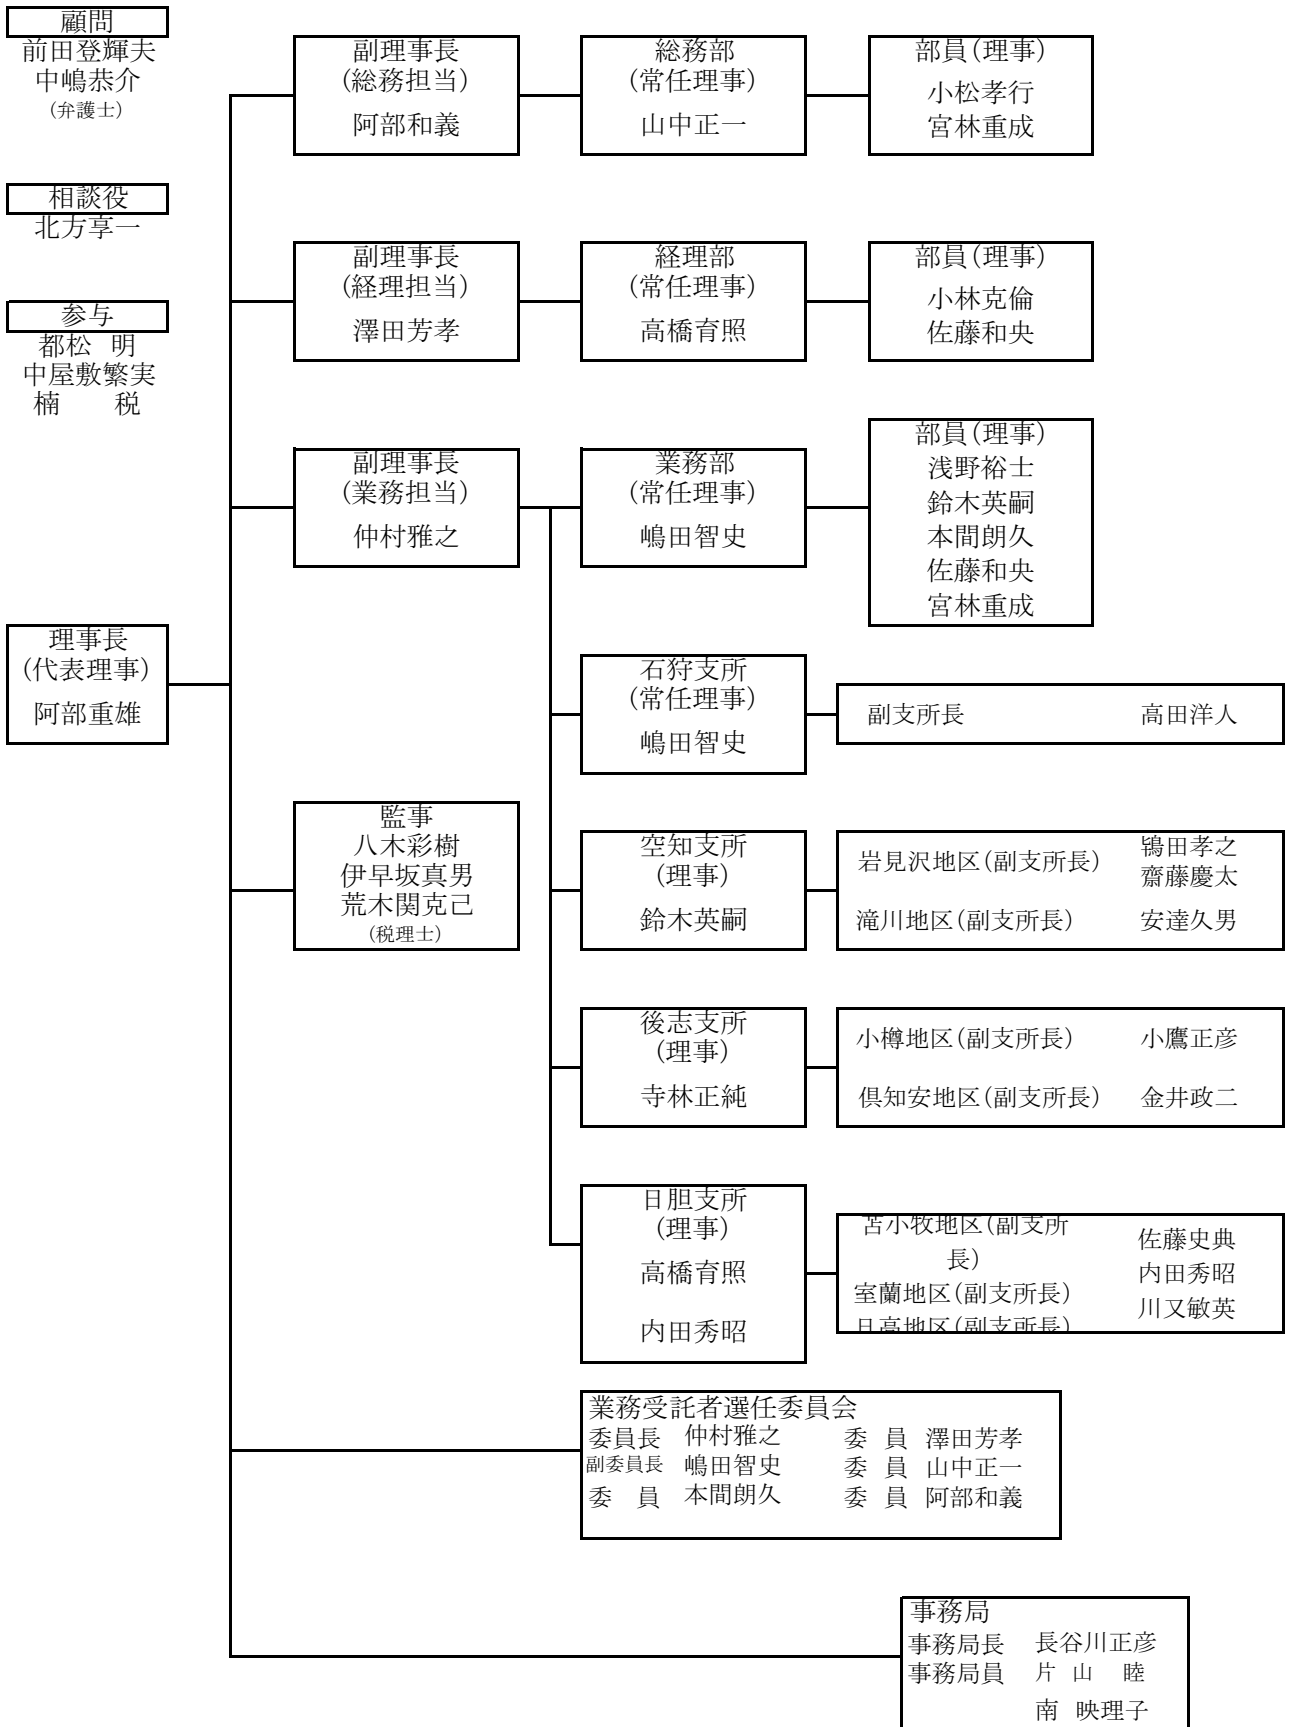 顧問
前田登輝夫
中嶋恭介
(弁護士)
相談役
北方享一
参与
都松 明
中屋敷繁実
楠 税
理事長
(代表理事)
阿部重雄
副理事長
(総務担当)
阿部和義
総務部
(常任理事)
山中正一
部員(理事)
小松孝行
宮林重成
副理事長
(経理担当)
澤田芳孝
経理部
(常任理事)
高橋育照
部員(理事)
小林克倫
佐藤和央
副理事長
(業務担当)
仲村雅之
業務部
(常任理事)
嶋田智史
部員(理事)
浅野裕士
鈴木英嗣
本間朗久
佐藤和央
宮林重成
石狩支所
(常任理事)
嶋田智史
副支所長 高田洋人
監事
八木彩樹
伊早坂真男
荒木関克己
(税理士)
空知支所
(理事)
鈴木英嗣
岩見沢地区(副支所長) 鴇田孝之
齋藤慶太
滝川地区(副支所長) 安達久男
後志支所
(理事)
寺林正純
小樽地区(副支所長) 小鷹正彦
倶知安地区(副支所長) 金井政二
日胆支所
(理事)
高橋育照
内田秀昭
苫小牧地区(副支所
長)
室蘭地区(副支所長)
日高地区(副支所長)
佐藤史典
内田秀昭
川又敏英
業務受託者選任委員会
委員長 仲村雅之 委 員 澤田芳孝
副委員長 嶋田智史 委 員 山中正一
委 員 本間朗久 委 員 阿部和義
事務局
事務局長 長谷川正彦
事務局員 片 山 睦
南 映理子